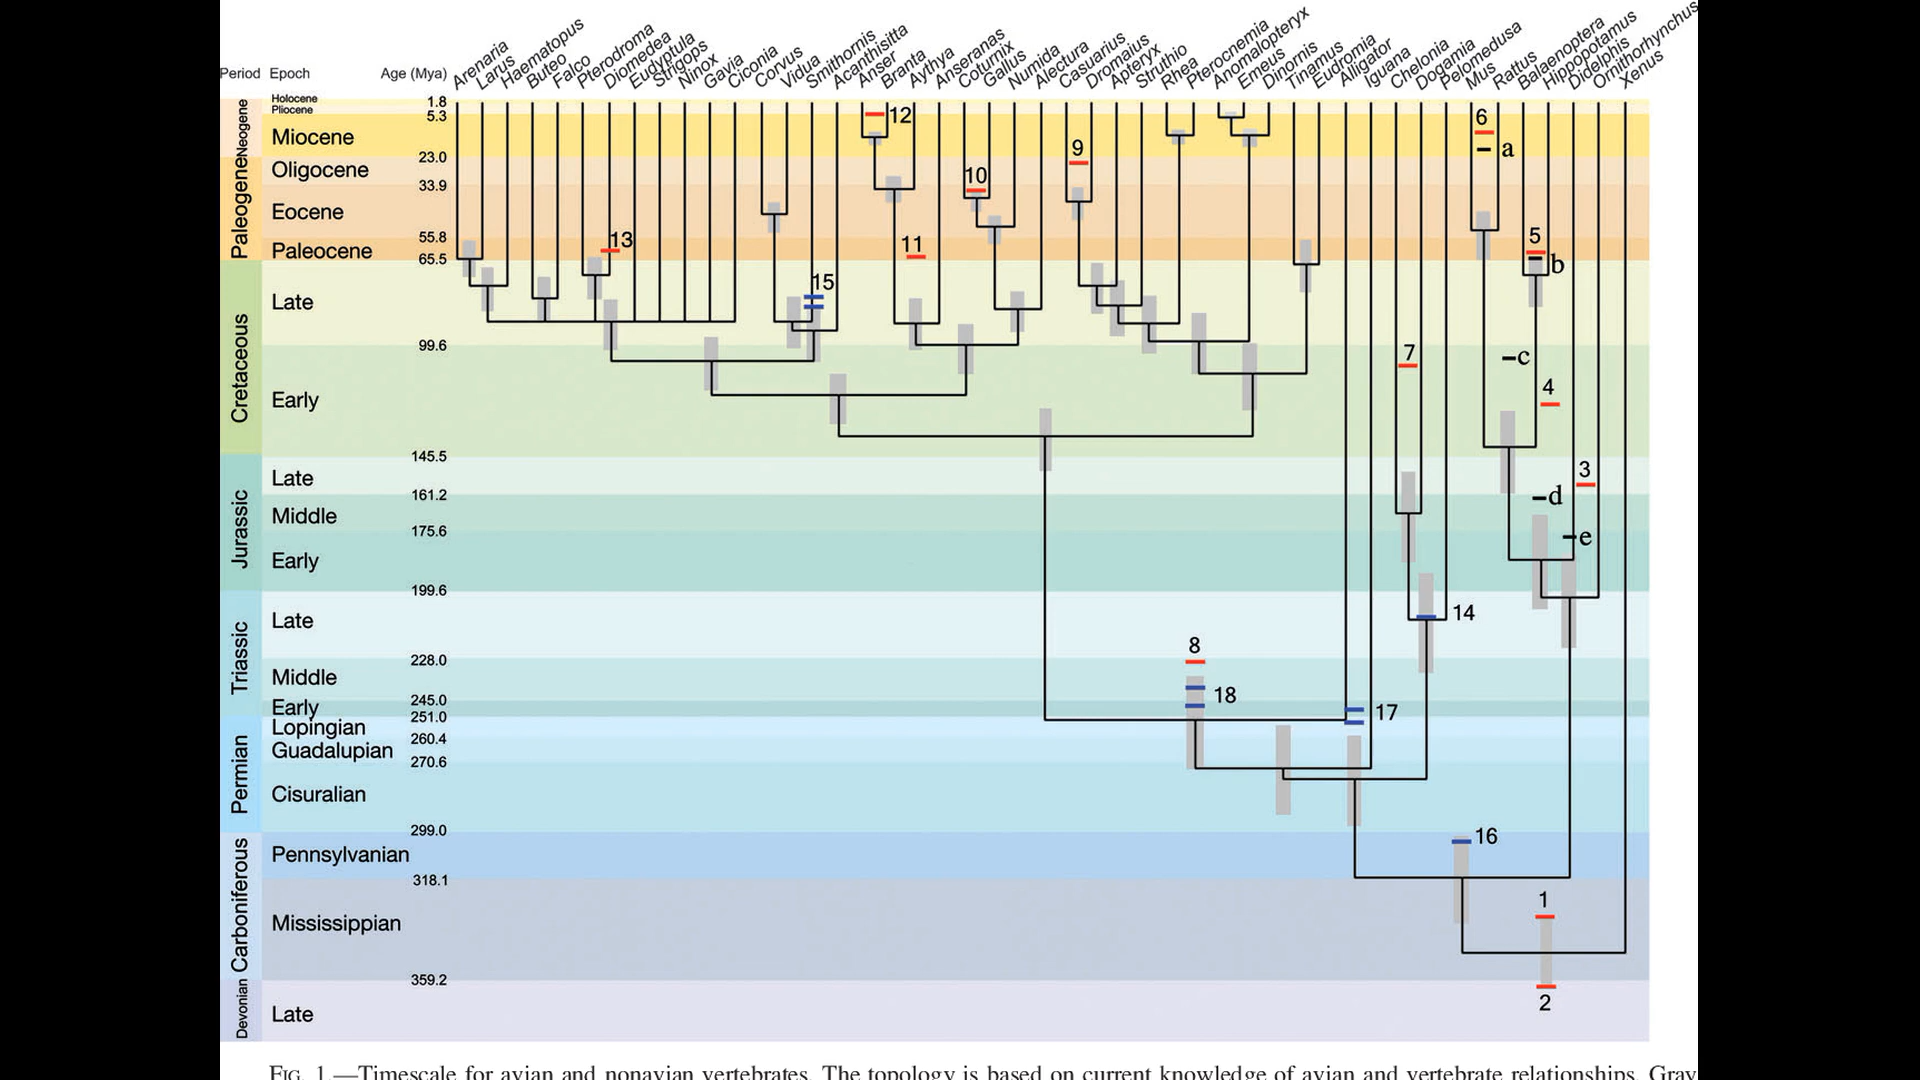 Period Epoch Age (Mya)
Arenaria Larus Haematopus Buteo Falco Pterodroma Diomedea Eudyptula Strigops Ninox Gavia Ciconia Corvus Vidua Smithornis Acanthisitta Anser Branta Aythya Anseranas Coturnix Gallus Numida Alectura Casuarius Dromaius Apteryx Struthio Rhea Pterocnemia Anomalopteryx Emeus Dinornis Tinamus Eudromia Alligator Iguana Chelonia Dogania Pelomedusa Mus Rattus Balaenoptera Hippopotamus Didelphis Ornithorhynchus Xenus
Neogene
Holocene 1.8
Pliocene 5.3
Miocene 23.0
Paleogene
Oligocene 33.9
Eocene 55.8
Paleocene 65.5
Cretaceous
Late 99.6
Early 145.5
Jurassic
Late 161.2
Middle 175.6
Early 199.6
Triassic
Late 228.0
Middle 245.0
Early 251.0
Permian
Lopingian 260.4
Guadalupian 270.6
Cisuralian 299.0
Carboniferous
Pennsylvanian 318.1
Mississippian 359.2
Devonian
Late
12
6
a
9
10
13
11
5
b
15
7
c
4
3
d
e
14
8
18
17
16
1
2
FIG. 1.—Timescale for avian and nonavian vertebrates. The topology is based on current knowledge of avian and vertebrate relationships. Gray